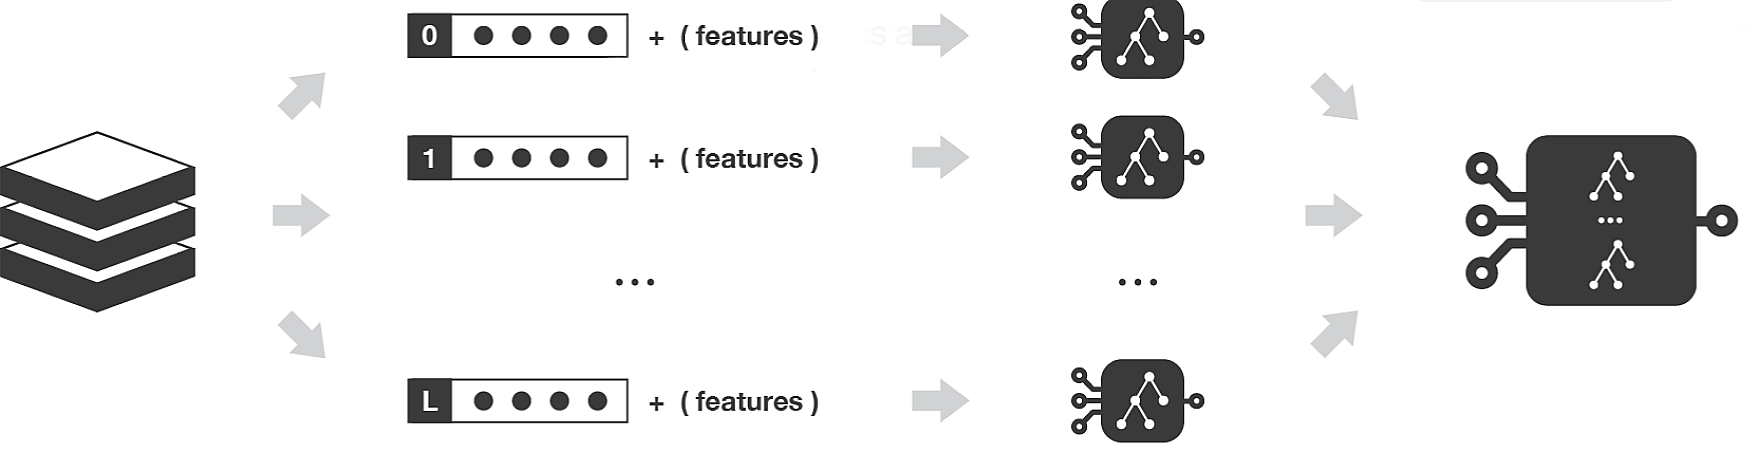 0 + ( features )
1 + ( features )
...
...
L + ( features )